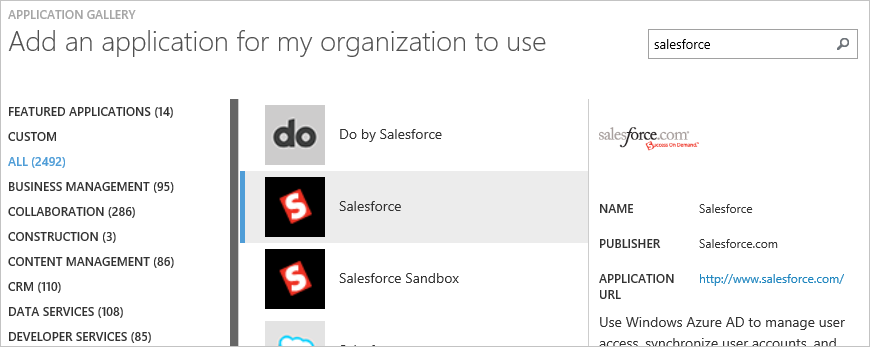 APPLICATION GALLERY
Add an application for my organization to use
salesforce
FEATURED APPLICATIONS (14)
CUSTOM
ALL (2492)
BUSINESS MANAGEMENT (95)
COLLABORATION (286)
CONSTRUCTION (3)
CONTENT MANAGEMENT (86)
CRM (110)
DATA SERVICES (108)
DEVELOPER SERVICES (85)
do
Do by Salesforce
S
Salesforce
S
Salesforce Sandbox
salesforce.com
Success On Demand.
NAME Salesforce
PUBLISHER Salesforce.com
APPLICATION http://www.salesforce.com/
URL
Use Windows Azure AD to manage user
access, synchronize user accounts, and